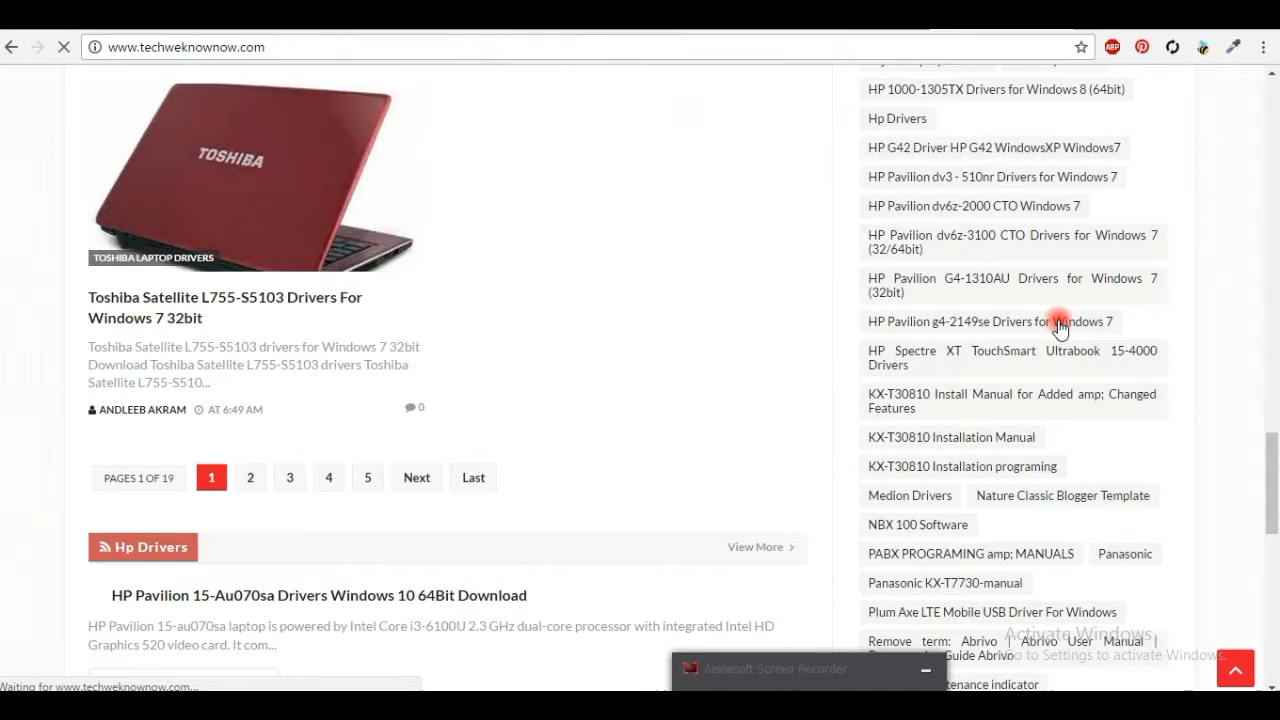 www.techweknownow.com
TOSHIBA
TOSHIBA LAPTOP DRIVERS
Toshiba Satellite L755-S5103 Drivers For
Windows 7 32bit
Toshiba Satellite L755-S5103 drivers for Windows 7 32bit
Download Toshiba Satellite L755-S5103 drivers Toshiba
Satellite L755-S510...
ANDLEEB AKRAM AT 6:49 AM 0
PAGES 1 OF 19 1 2 3 4 5 Next Last
Hp Drivers View More >
HP Pavilion 15-Au070sa Drivers Windows 10 64Bit Download
HP Pavilion 15-au070sa laptop is powered by Intel Core i3-6100U 2.3 GHz dual-core processor with integrated Intel HD
Graphics 520 video card. It com...
HP 1000-1305TX Drivers for Windows 8 (64bit)
Hp Drivers
HP G42 Driver HP G42 WindowsXP Windows7
HP Pavilion dv3 - 510nr Drivers for Windows 7
HP Pavilion dv6z-2000 CTO Windows 7
HP Pavilion dv6z-3100 CTO Drivers for Windows 7
(32/64bit)
HP Pavilion G4-1310AU Drivers for Windows 7
(32bit)
HP Pavilion g4-2149se Drivers for Windows 7
HP Spectre XT TouchSmart Ultrabook 15-4000
Drivers
KX-T30810 Install Manual for Added amp; Changed
Features
KX-T30810 Installation Manual
KX-T30810 Installation programing
Medion Drivers Nature Classic Blogger Template
NBX 100 Software
PABX PROGRAMING amp; MANUALS Panasonic
Panasonic KX-T7730-manual
Plum Axe LTE Mobile USB Driver For Windows
Remove term: Abrivo | Abrivo User Manual |
Guide Abrivo
indicator
Activate Windows
Go to Settings to activate Windows.
Aiseesoft Screen Recorder
Waiting for www.techweknownow.com...
ABP